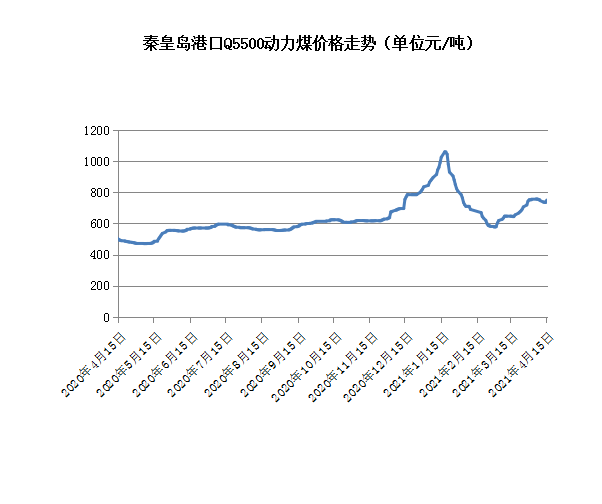 秦皇岛港口Q5500动力煤价格走势（单位元/吨）
1200
1000
800
600
400
200
0
2020年4月15日
2020年5月15日
2020年6月15日
2020年7月15日
2020年8月15日
2020年9月15日
2020年10月15日
2020年11月15日
2020年12月15日
2021年1月15日
2021年2月15日
2021年3月15日
2021年4月15日